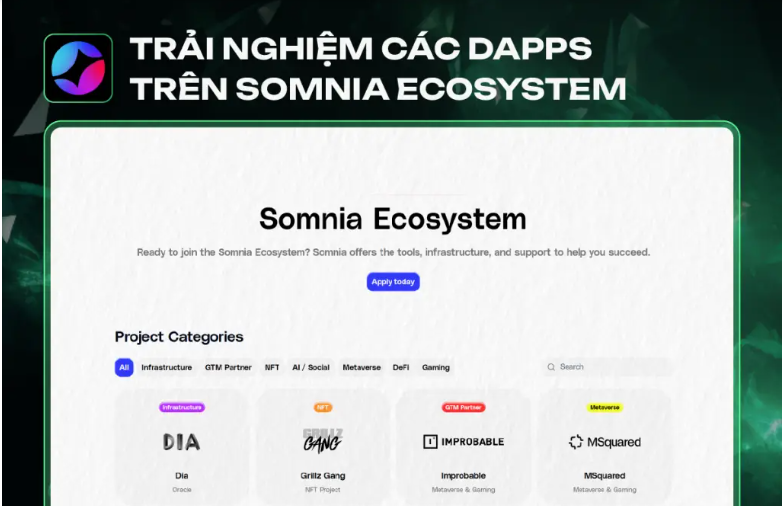 TRẢI NGHIỆM CÁC DAPPS
TRÊN SOMNIA ECOSYSTEM
Somnia Ecosystem
Ready to join the Somnia Ecosystem? Somnia offers the tools, infrastructure, and support to help you succeed.
Apply today
Project Categories
All Infrastructure GTM Partner NFT AI / Social Metaverse DeFi Gaming Search
Infrastructure NFT GTM Partner Metaverse
DIA GRILLZ GANG IMPROBABLE MSquared
Dia Grillz Gang Improbable MSquared
Oracle NFT Project Metaverse & Gaming Metaverse & Gaming